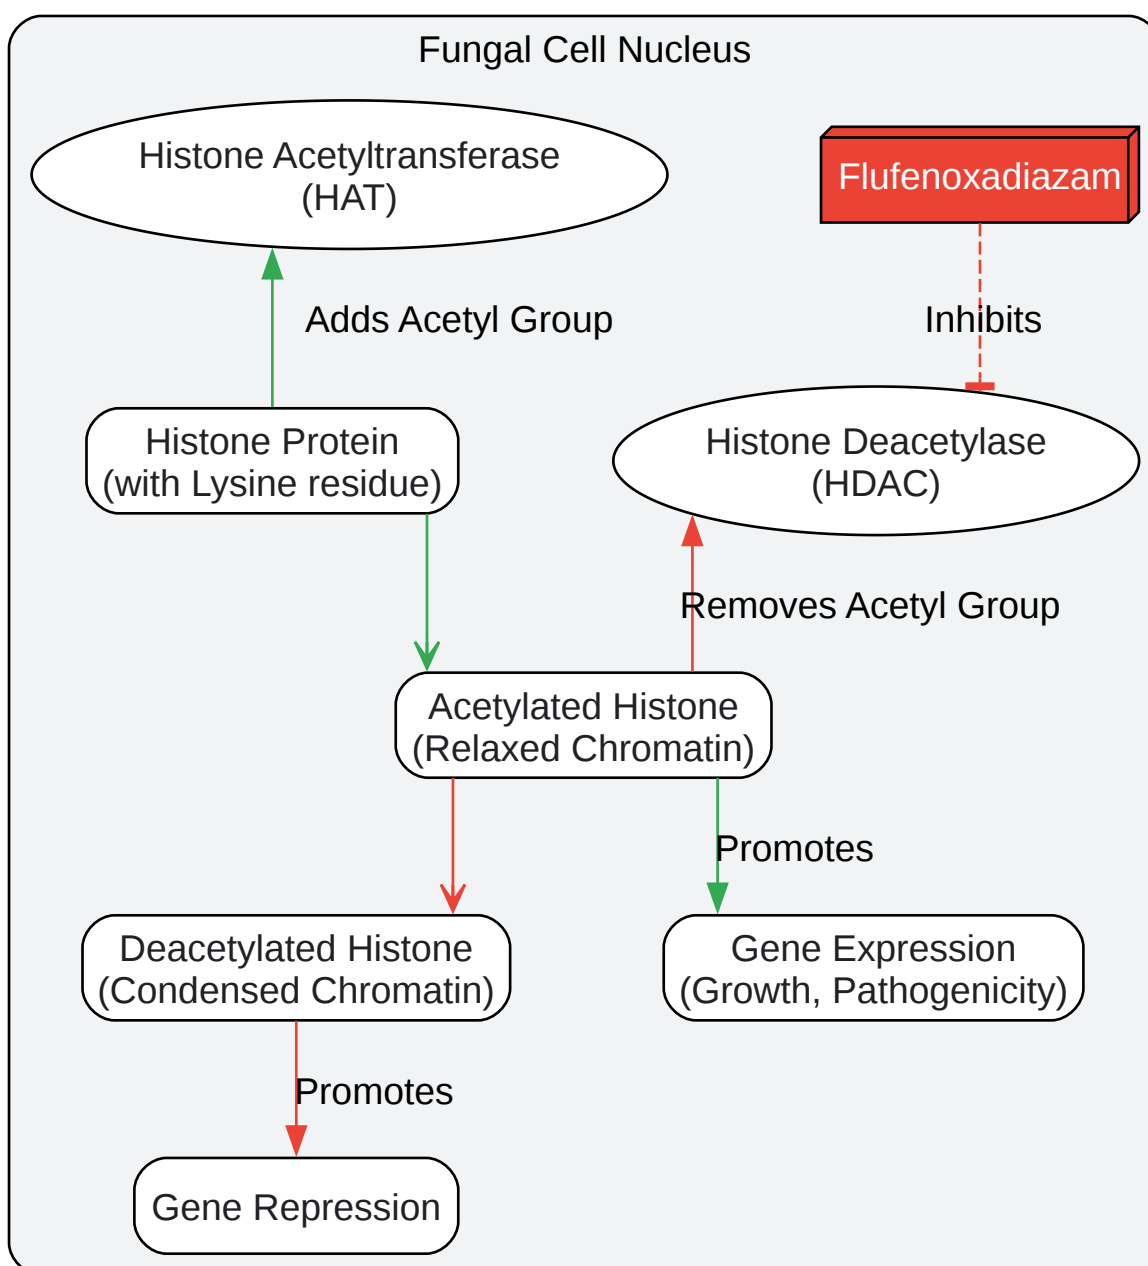 Fungal Cell Nucleus
Histone Acetyltransferase
(HAT)
Flufenoxadiazam
Adds Acetyl Group
Inhibits
Histone Protein
(with Lysine residue)
Histone Deacetylase
(HDAC)
Removes Acetyl Group
Acetylated Histone
(Relaxed Chromatin)
Promotes
Deacetylated Histone
(Condensed Chromatin)
Gene Expression
(Growth, Pathogenicity)
Promotes
Gene Repression